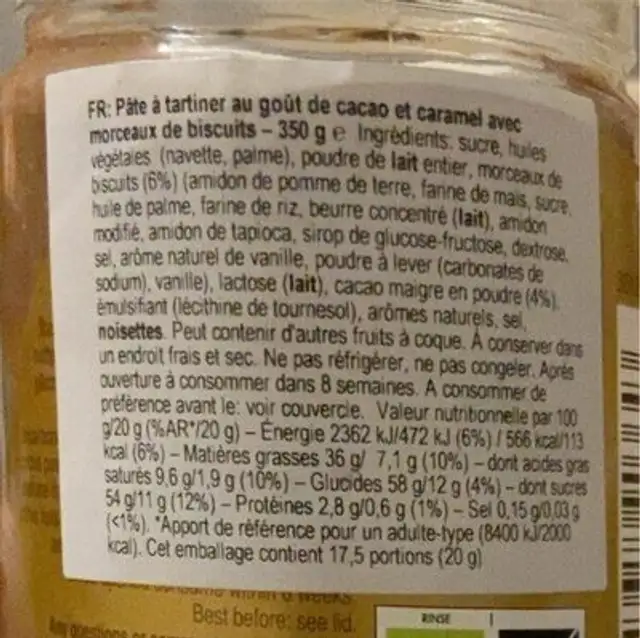 FR: Pâte à tartiner au goût de cacao et caramel avec
morceaux de biscuits – 350 g e Ingrédients: sucre, huiles
végétales (navette, palme), poudre de lait entier, morceaux de
biscuits (6%) (amidon de pomme de terre, farine de maïs, sucre,
huile de palme, farine de riz, beurre concentré (lait), amidon
modifié, amidon de tapioca, sirop de glucose-fructose, dextrose,
sel, arôme naturel de vanille, poudre à lever (carbonates de
sodium), vanille), lactose (lait), cacao maigre en poudre (4%),
émulsifiant (lécithine de tournesol), arômes naturels, sel,
noisettes. Peut contenir d'autres fruits à coque. À conserver dans
un endroit frais et sec. Ne pas réfrigérer, ne pas congeler. Après
ouverture à consommer dans 8 semaines. A consommer de
préférence avant le: voir couvercle. Valeur nutritionnelle par 100
g/20 g (%AR*/20 g) – Énergie 2362 kJ/472 kJ (6%) / 566 kcal/113
kcal (6%) – Matières grasses 36 g/ 7,1 g (10%) – dont acides gras
saturés 9,6 g/1,9 g (10%) – Glucides 58 g/12 g (4%) – dont sucres
54 g/11 g (12%) – Protéines 2,8 g/0,6 g (1%) – Sel 0,15 g/0,03 g
(<1%). *Apport de référence pour un adulte-type (8400 kJ/2000
kcal). Cet emballage contient 17,5 portions (20 g)
Best before: see lid.
RINSE